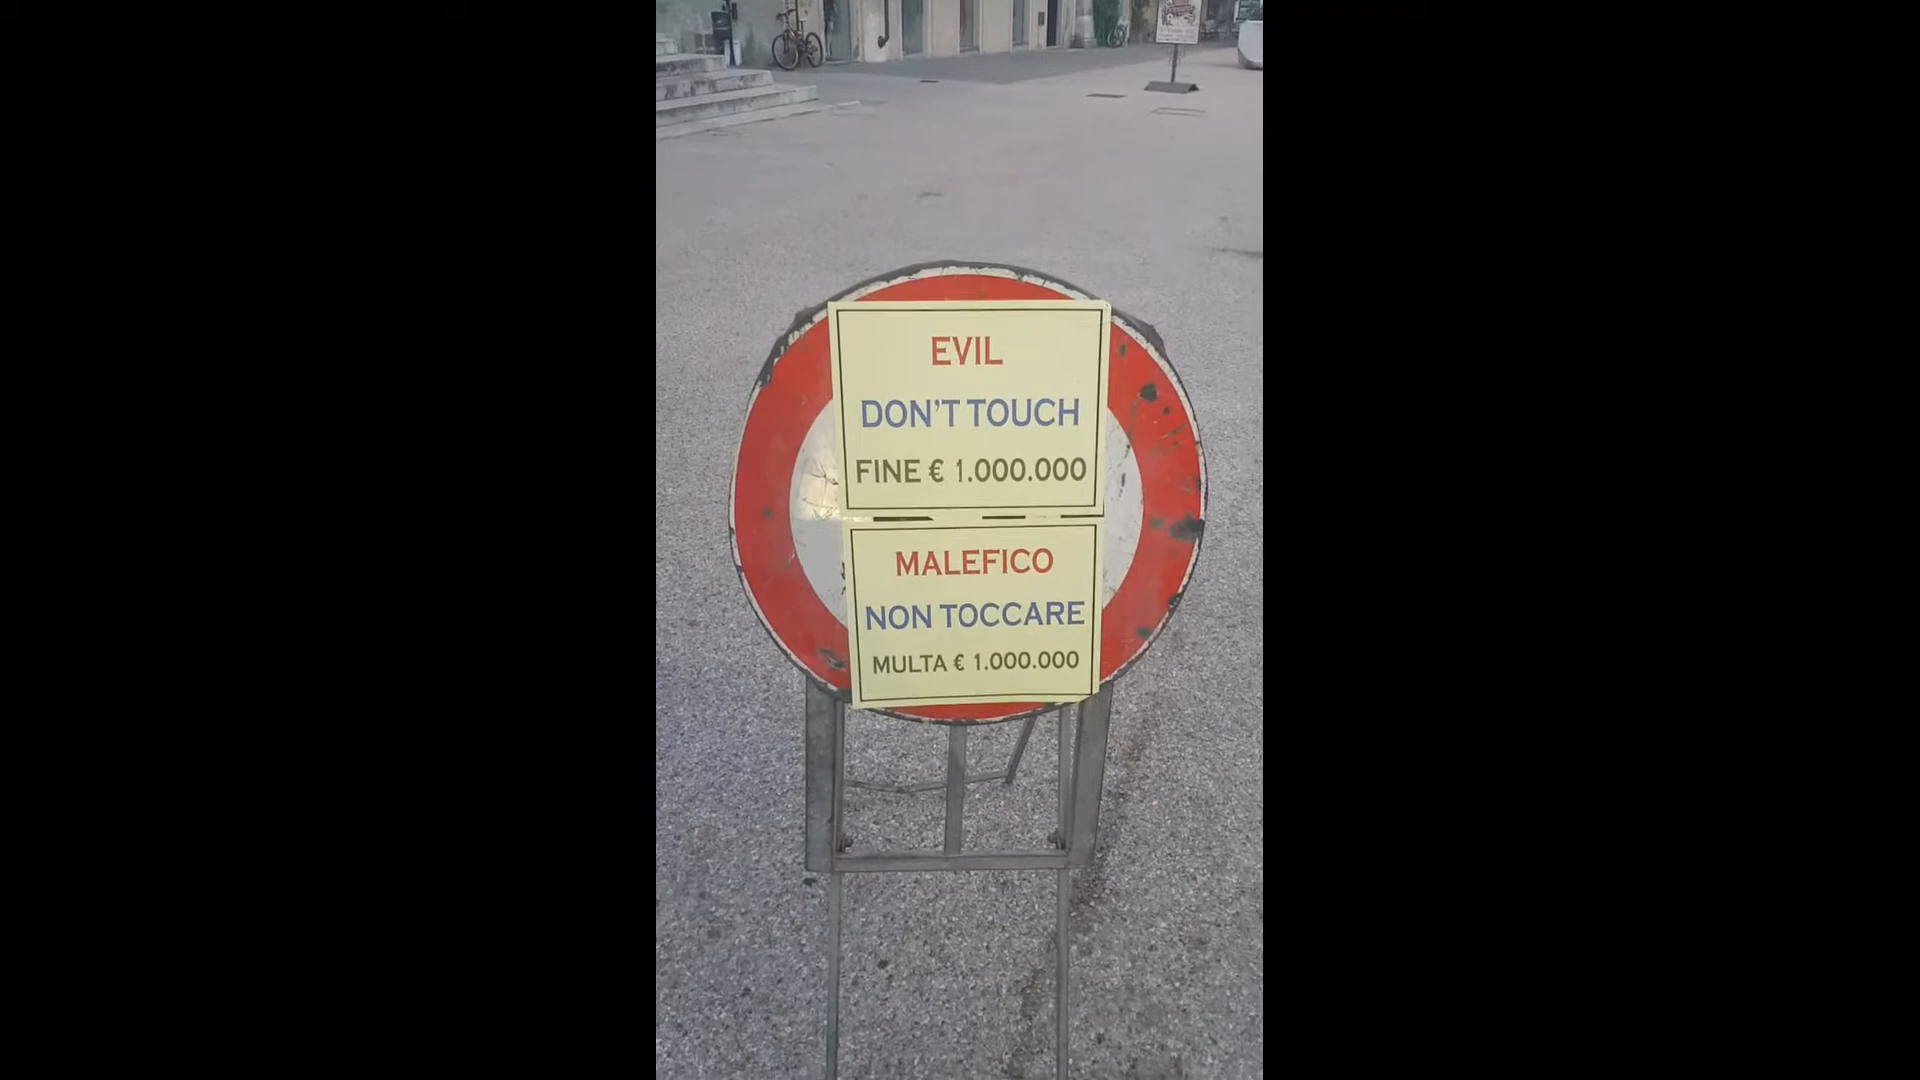 EVIL
DON'T TOUCH
FINE € 1.000.000
MALEFICO
NON TOCCARE
MULTA € 1.000.000